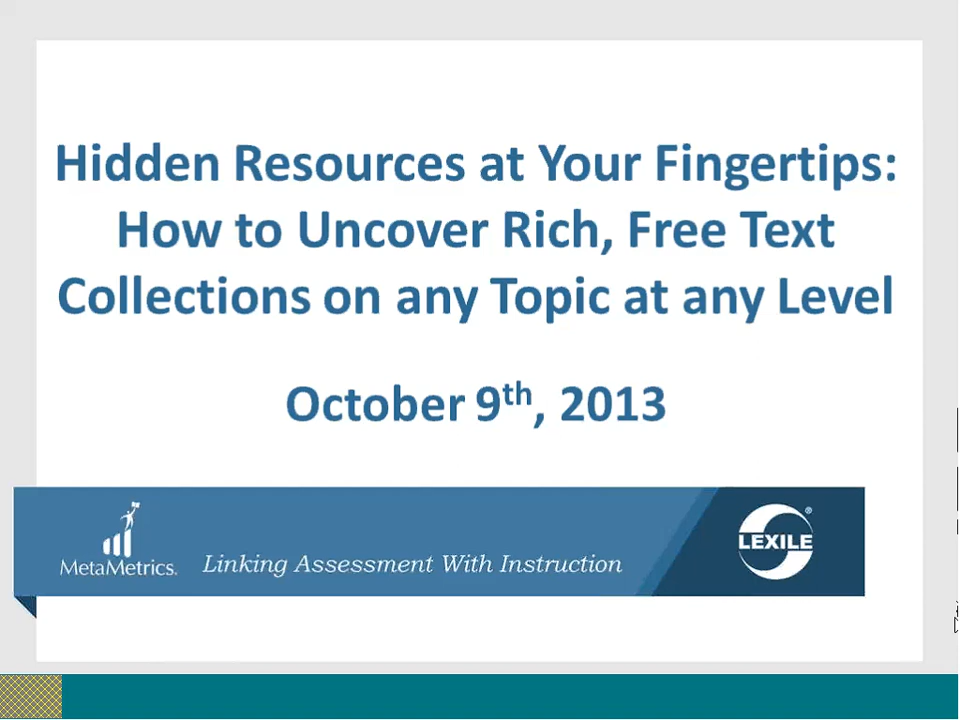 Hidden Resources at Your Fingertips:
How to Uncover Rich, Free Text
Collections on any Topic at any Level
October 9th, 2013
MetaMetrics®
Linking Assessment With Instruction
LEXILE®